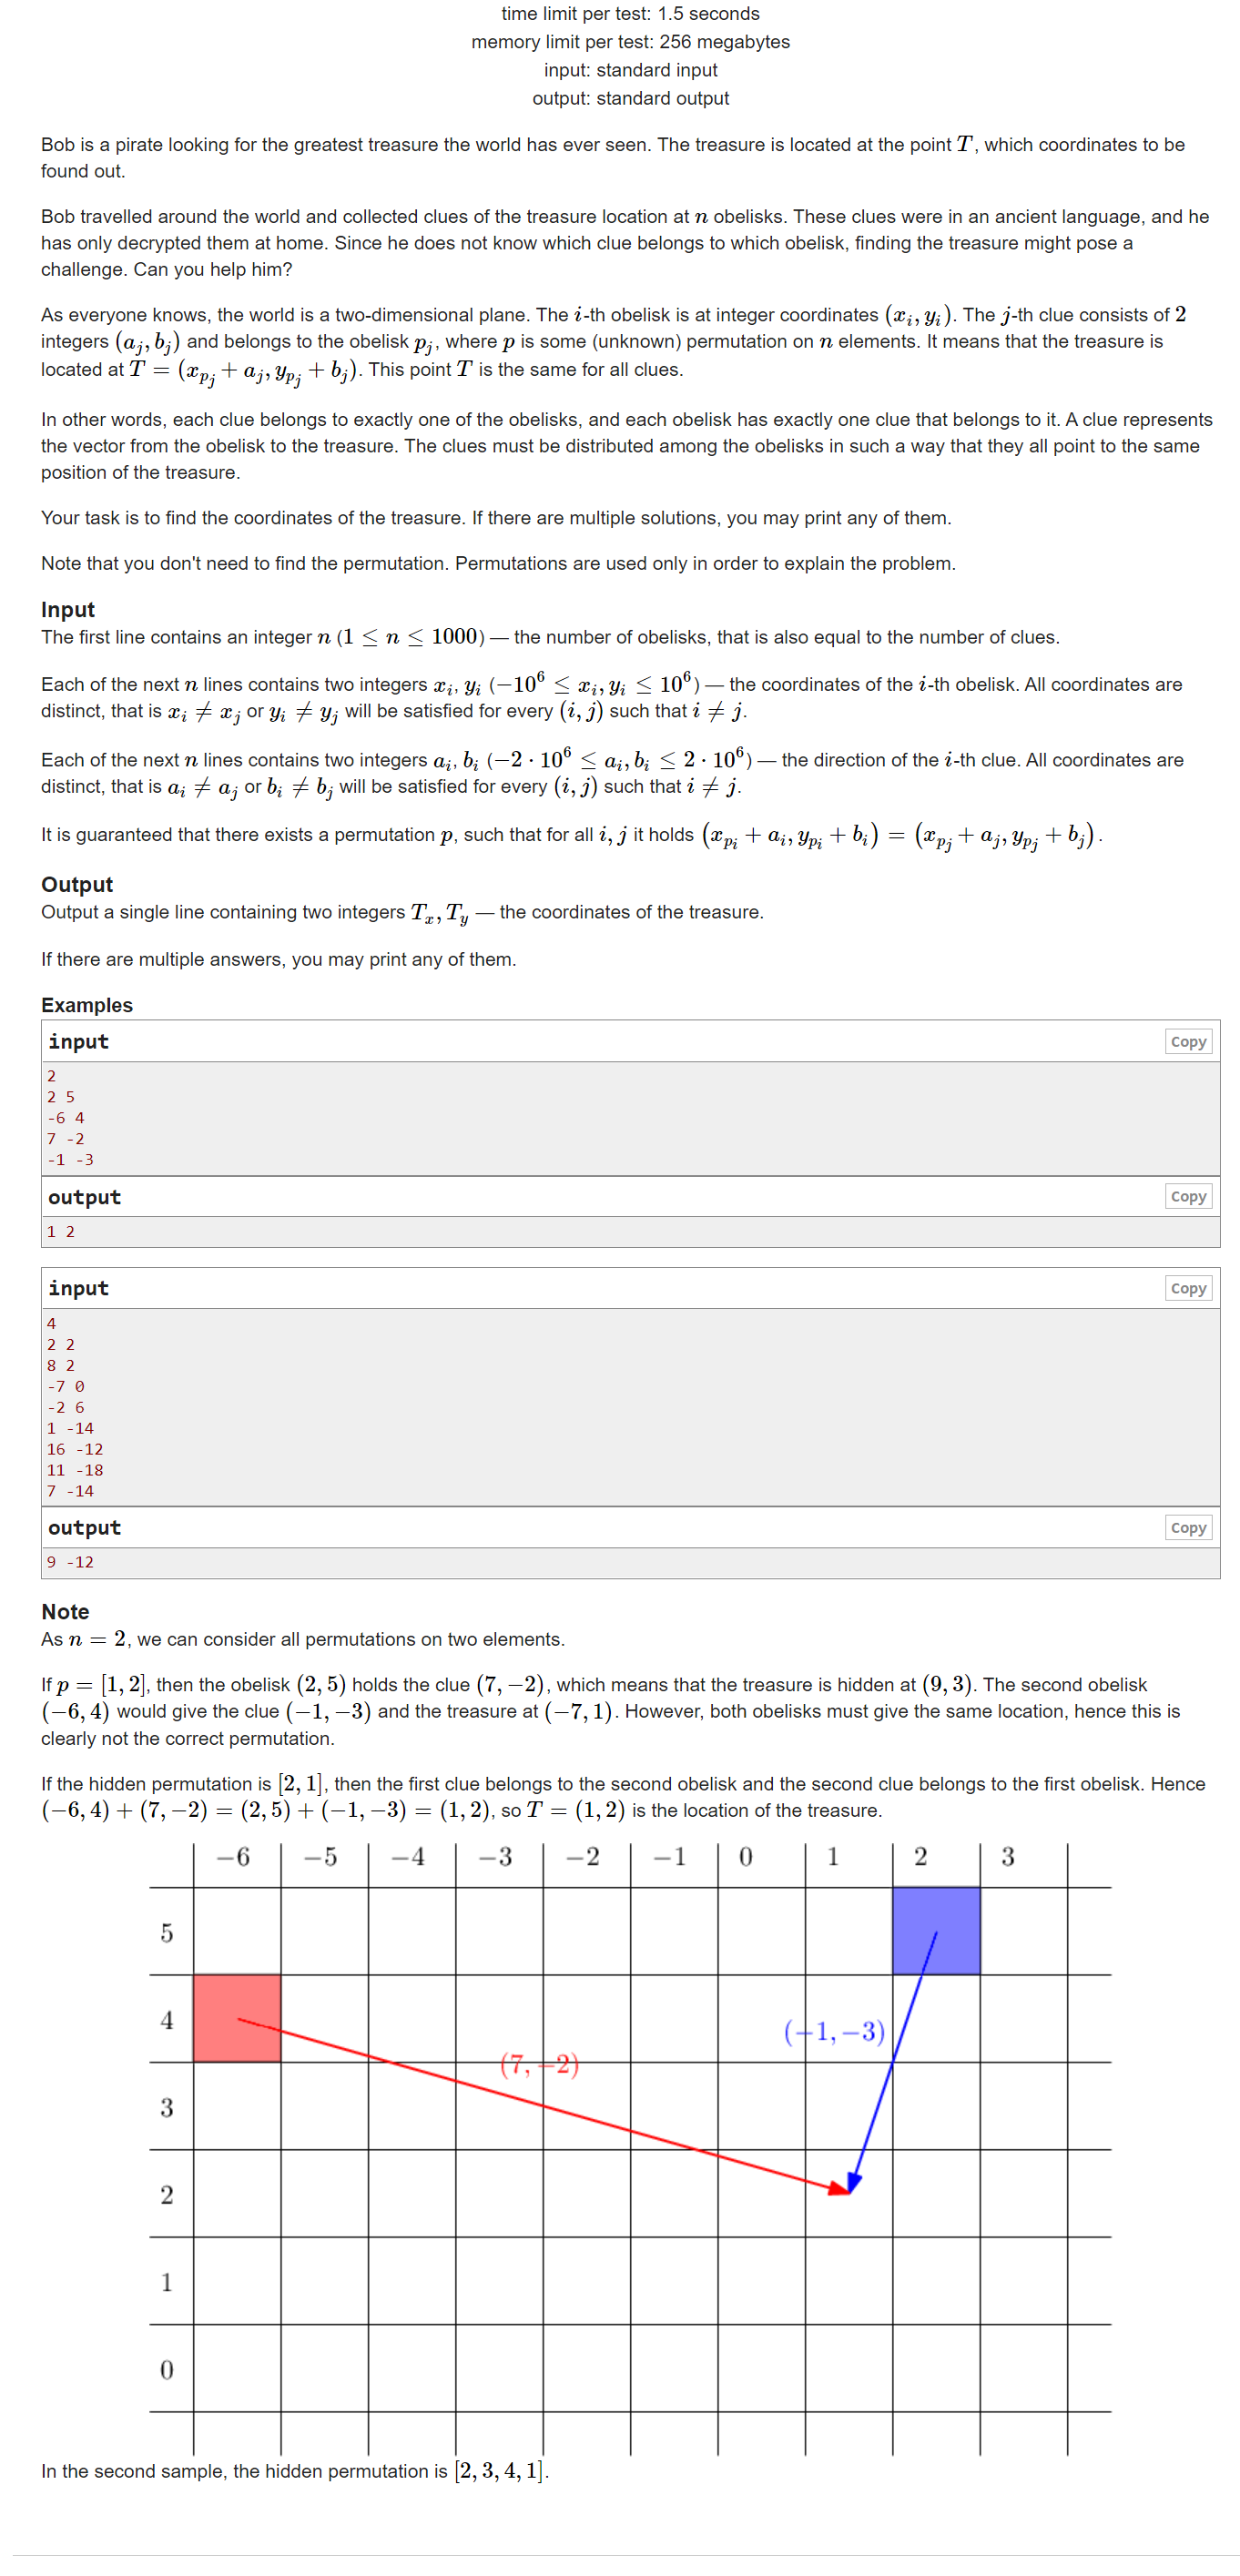 time limit per test: 1.5 seconds
memory limit per test: 256 megabytes
input: standard input
output: standard output
Bob is a pirate looking for the greatest treasure the world has ever seen. The treasure is located at the point T, which coordinates to be
found out.
Bob travelled around the world and collected clues of the treasure location at n obelisks. These clues were in an ancient language, and he
has only decrypted them at home. Since he does not know which clue belongs to which obelisk, finding the treasure might pose a
challenge. Can you help him?
As everyone knows, the world is a two-dimensional plane. The i-th obelisk is at integer coordinates (x_i, y_i). The j-th clue consists of 2
integers (a_j, b_j) and belongs to the obelisk p_j, where p is some (unknown) permutation on n elements. It means that the treasure is
located at T = (x_{p_j} + a_j, y_{p_j} + b_j). This point T is the same for all clues.
In other words, each clue belongs to exactly one of the obelisks, and each obelisk has exactly one clue that belongs to it. A clue represents
the vector from the obelisk to the treasure. The clues must be distributed among the obelisks in such a way that they all point to the same
position of the treasure.
Your task is to find the coordinates of the treasure. If there are multiple solutions, you may print any of them.
Note that you don't need to find the permutation. Permutations are used only in order to explain the problem.
Input
The first line contains an integer n (1 ≤ n ≤ 1000) — the number of obelisks, that is also equal to the number of clues.
Each of the next n lines contains two integers x_i, y_i (−10^6 ≤ x_i, y_i ≤ 10^6) — the coordinates of the i-th obelisk. All coordinates are
distinct, that is x_i ≠ x_j or y_i ≠ y_j will be satisfied for every (i, j) such that i ≠ j.
Each of the next n lines contains two integers a_i, b_i (−2 · 10^6 ≤ a_i, b_i ≤ 2 · 10^6) — the direction of the i-th clue. All coordinates are
distinct, that is a_i ≠ a_j or b_i ≠ b_j will be satisfied for every (i, j) such that i ≠ j.
It is guaranteed that there exists a permutation p, such that for all i, j it holds (x_{p_i} + a_i, y_{p_i} + b_i) = (x_{p_j} + a_j, y_{p_j} + b_j).
Output
Output a single line containing two integers T_x, T_y — the coordinates of the treasure.
If there are multiple answers, you may print any of them.
Examples
input Copy
2
2 5
-6 4
7 -2
-1 -3
output Copy
1 2
input Copy
4
2 2
8 2
-7 0
-2 6
1 -14
16 -12
11 -18
7 -14
output Copy
9 -12
Note
As n = 2, we can consider all permutations on two elements.
If p = [1, 2], then the obelisk (2, 5) holds the clue (7, −2), which means that the treasure is hidden at (9, 3). The second obelisk
(−6, 4) would give the clue (−1, −3) and the treasure at (−7, 1). However, both obelisks must give the same location, hence this is
clearly not the correct permutation.
If the hidden permutation is [2, 1], then the first clue belongs to the second obelisk and the second clue belongs to the first obelisk. Hence
(−6, 4) + (7, −2) = (2, 5) + (−1, −3) = (1, 2), so T = (1, 2) is the location of the treasure.
−6 −5 −4 −3 −2 −1 0 1 2 3
5
4
(−1, −3)
(7, −2)
3
2
1
0
In the second sample, the hidden permutation is [2, 3, 4, 1].